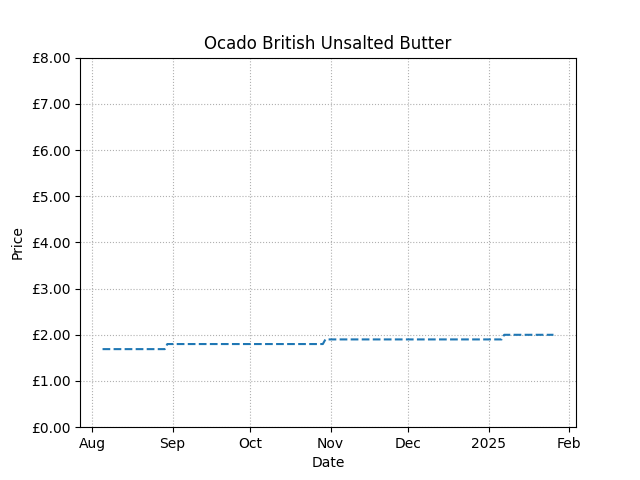 Ocado British Unsalted Butter
£8.00
£7.00
£6.00
£5.00
£4.00
£3.00
£2.00
£1.00
£0.00
Price
Aug Sep Oct Nov Dec 2025 Feb
Date